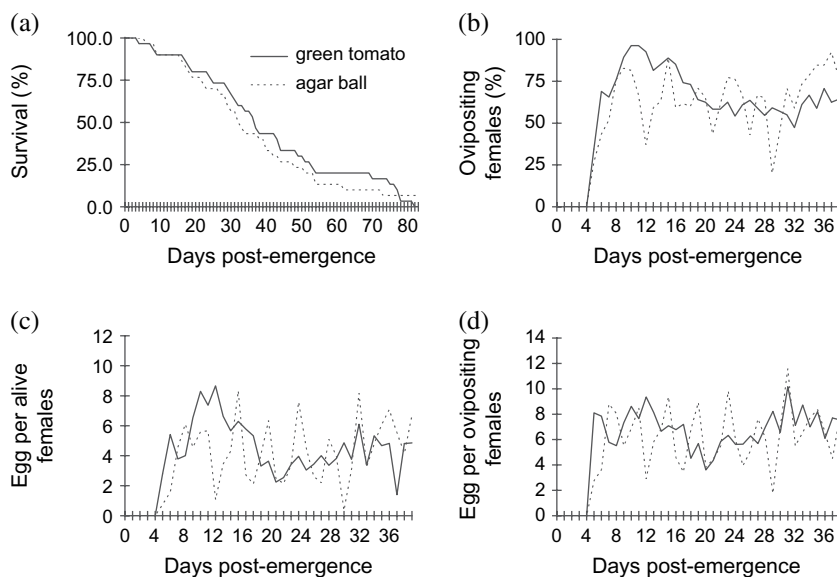 (a)
100.0
75.0
50.0
25.0
0.0
Survival (%)
green tomato
agar ball
0 10 20 30 40 50 60 70 80
Days post-emergence
(b)
100
75
50
25
0
Ovipositing
females (%)
0 4 8 12 16 20 24 28 32 36
Days post-emergence
(c)
12
10
8
6
4
2
0
Egg per alive
females
0 4 8 12 16 20 24 28 32 36
Days post-emergence
(d)
14
12
10
8
6
4
2
0
Egg per ovipositing
females
0 4 8 12 16 20 24 28 32 36
Days post-emergence